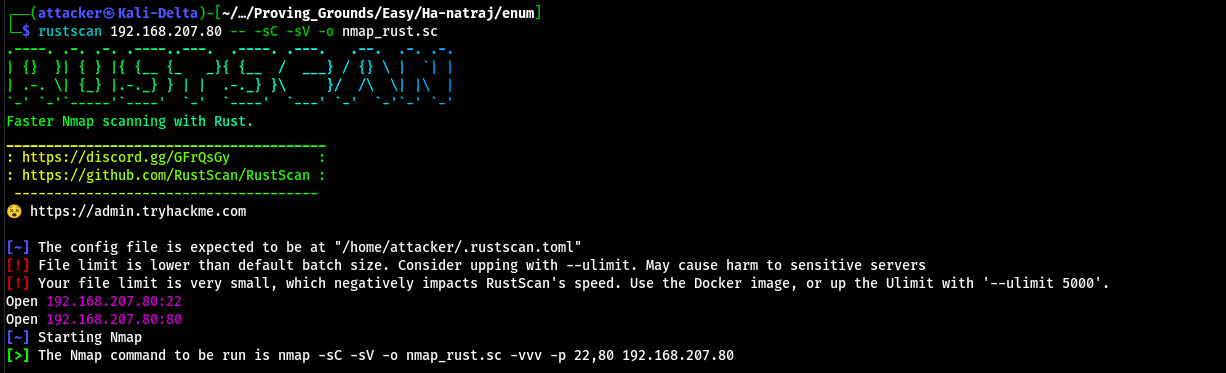 ┌──(attacker㉿Kali-Delta)-[~/…/Proving_Grounds/Easy/Ha-natraj/enum]
└─$ rustscan 192.168.207.80 -- -sC -sV -o nmap_rust.sc
.----. .-. .-. .----..---.  .----. .---.   .--.  .-. .-.
| {}  }| { } |{ {__ {_   _}{ {__  /  ___} / {} \ |  `| |
| .-. \| {_} |.-._} } | |  .-._} }\     }/  /\  \| |\  |
`-' `-'`-----'`----'  `-'  `----'  `---' `-'  `-'`-' `-'
Faster Nmap scanning with Rust.
________________________________________
: https://discord.gg/GFrQsGy           :
: https://github.com/RustScan/RustScan :
 --------------------------------------
😵 https://admin.tryhackme.com
[~] The config file is expected to be at "/home/attacker/.rustscan.toml"
[!] File limit is lower than default batch size. Consider upping with --ulimit. May cause harm to sensitive servers
[!] Your file limit is very small, which negatively impacts RustScan's speed. Use the Docker image, or up the Ulimit with '--ulimit 5000'.
Open 192.168.207.80:22
Open 192.168.207.80:80
[~] Starting Nmap
[>] The Nmap command to be run is nmap -sC -sV -o nmap_rust.sc -vvv -p 22,80 192.168.207.80